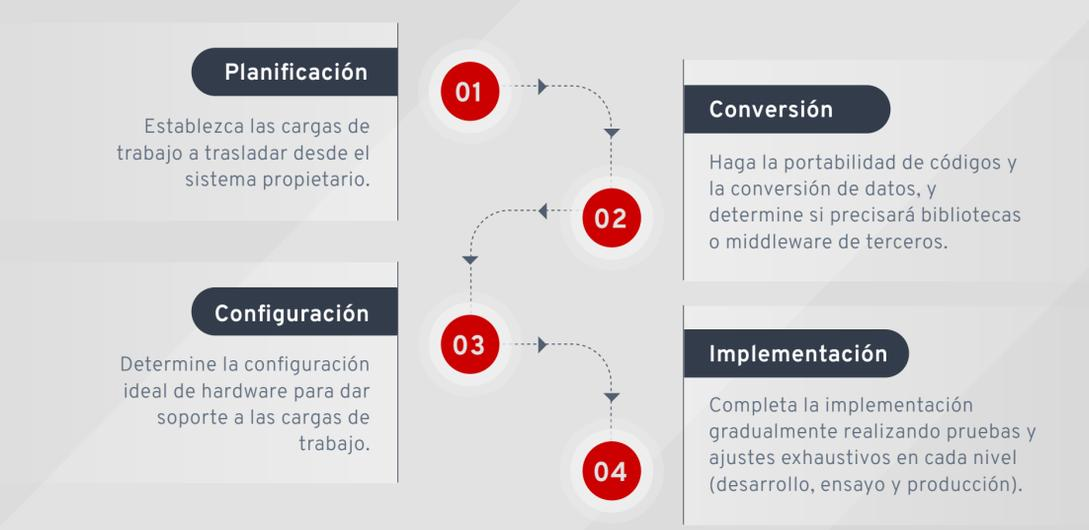 01
Planificación
Establezca las cargas de
trabajo a trasladar desde el
sistema propietario.
02
Conversión
Haga la portabilidad de códigos y
la conversión de datos, y
determine si precisará bibliotecas
o middleware de terceros.
03
Configuración
Determine la configuración
ideal de hardware para dar
soporte a las cargas de
trabajo.
04
Implementación
Completa la implementación
gradualmente realizando pruebas y
ajustes exhaustivos en cada nivel
(desarrollo, ensayo y producción).